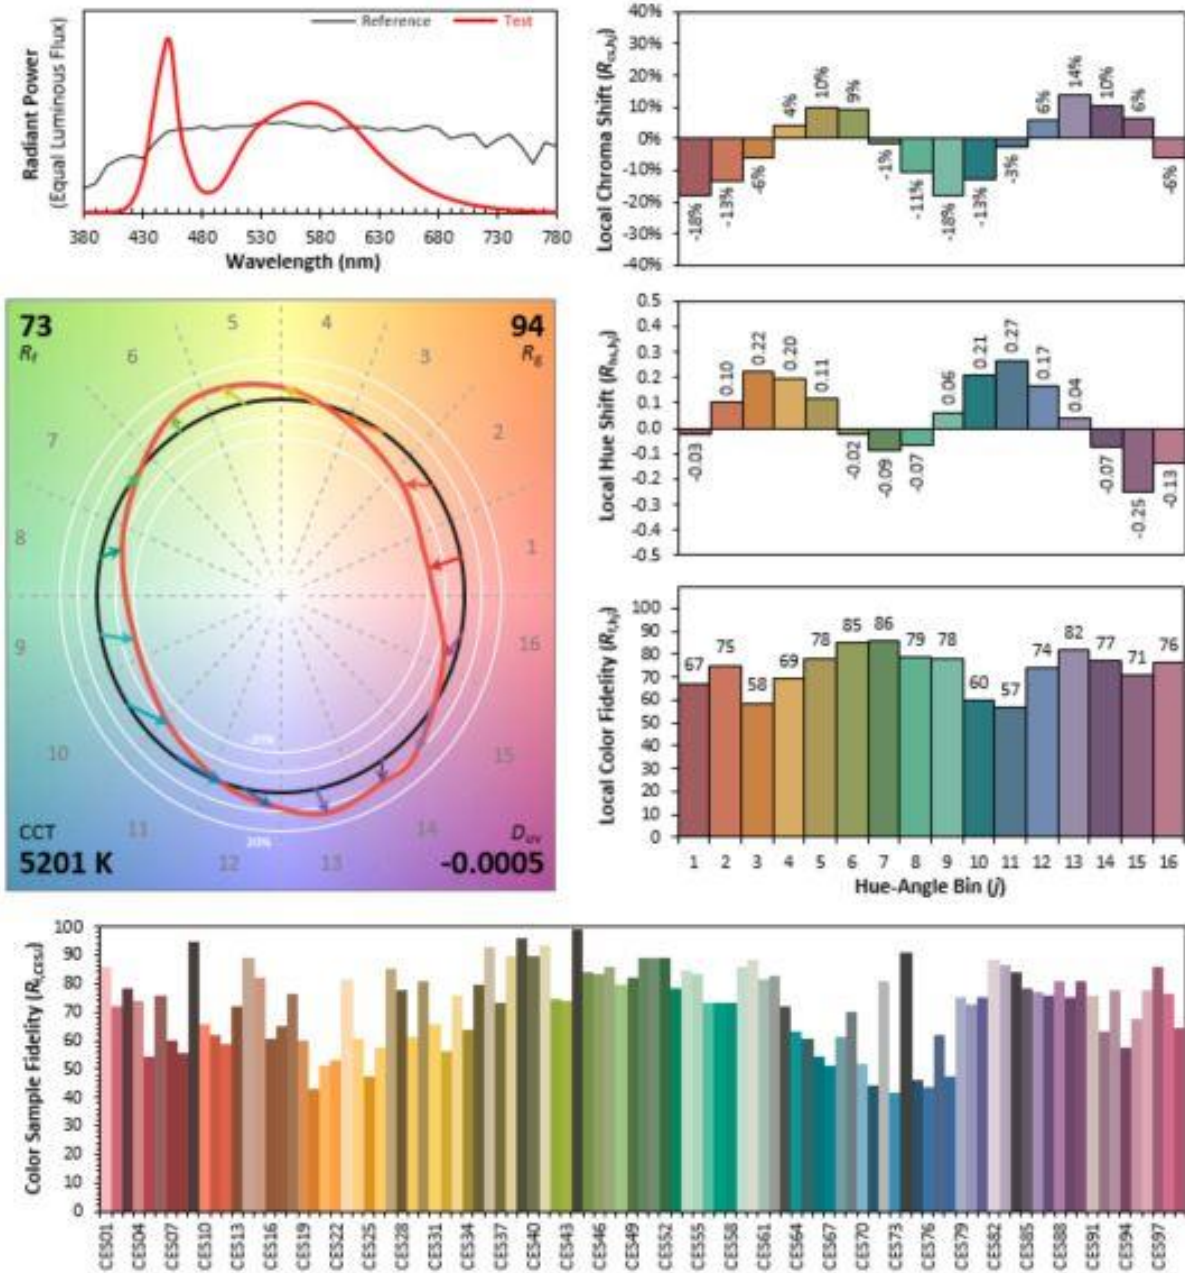 Reference Test
Radiant Power
(Equal Luminous Flux)
380 430 480 530 580 630 680 730 780
Wavelength (nm)
Local Chroma Shift (Rcs,hj)
40%
30%
20%
10%
0%
-10%
-20%
-30%
-40%
-18% -13% -6% 4% 10% 9% -1% -11% -18% -13% -3% 6% 14% 10% 6% -6%
73
Rf
94
Rg
5 4
6 3
7 2
8 1
9 16
10 15
11 14
12 13
-20%
20%
CCT
5201 K
Duv
-0.0005
Local Hue Shift (Rhs,hj)
0.5
0.4
0.3
0.2
0.1
0.0
-0.1
-0.2
-0.3
-0.4
-0.5
-0.03 0.10 0.22 0.20 0.11 -0.02 -0.09 -0.07 0.06 0.21 0.27 0.17 0.04 -0.07 -0.25 -0.13
Local Color Fidelity (Rf,hj)
100
90
80
70
60
50
40
30
20
10
0
67 75 58 69 78 85 86 79 78 60 57 74 82 77 71 76
1 2 3 4 5 6 7 8 9 10 11 12 13 14 15 16
Hue-Angle Bin (j)
Color Sample Fidelity (Rf,CESi)
100
90
80
70
60
50
40
30
20
10
0
CES01 CES04 CES07 CES10 CES13 CES16 CES19 CES22 CES25 CES28 CES31 CES34 CES37 CES40 CES43 CES46 CES49 CES52 CES55 CES58 CES61 CES64 CES67 CES70 CES73 CES76 CES79 CES82 CES85 CES88 CES91 CES94 CES97